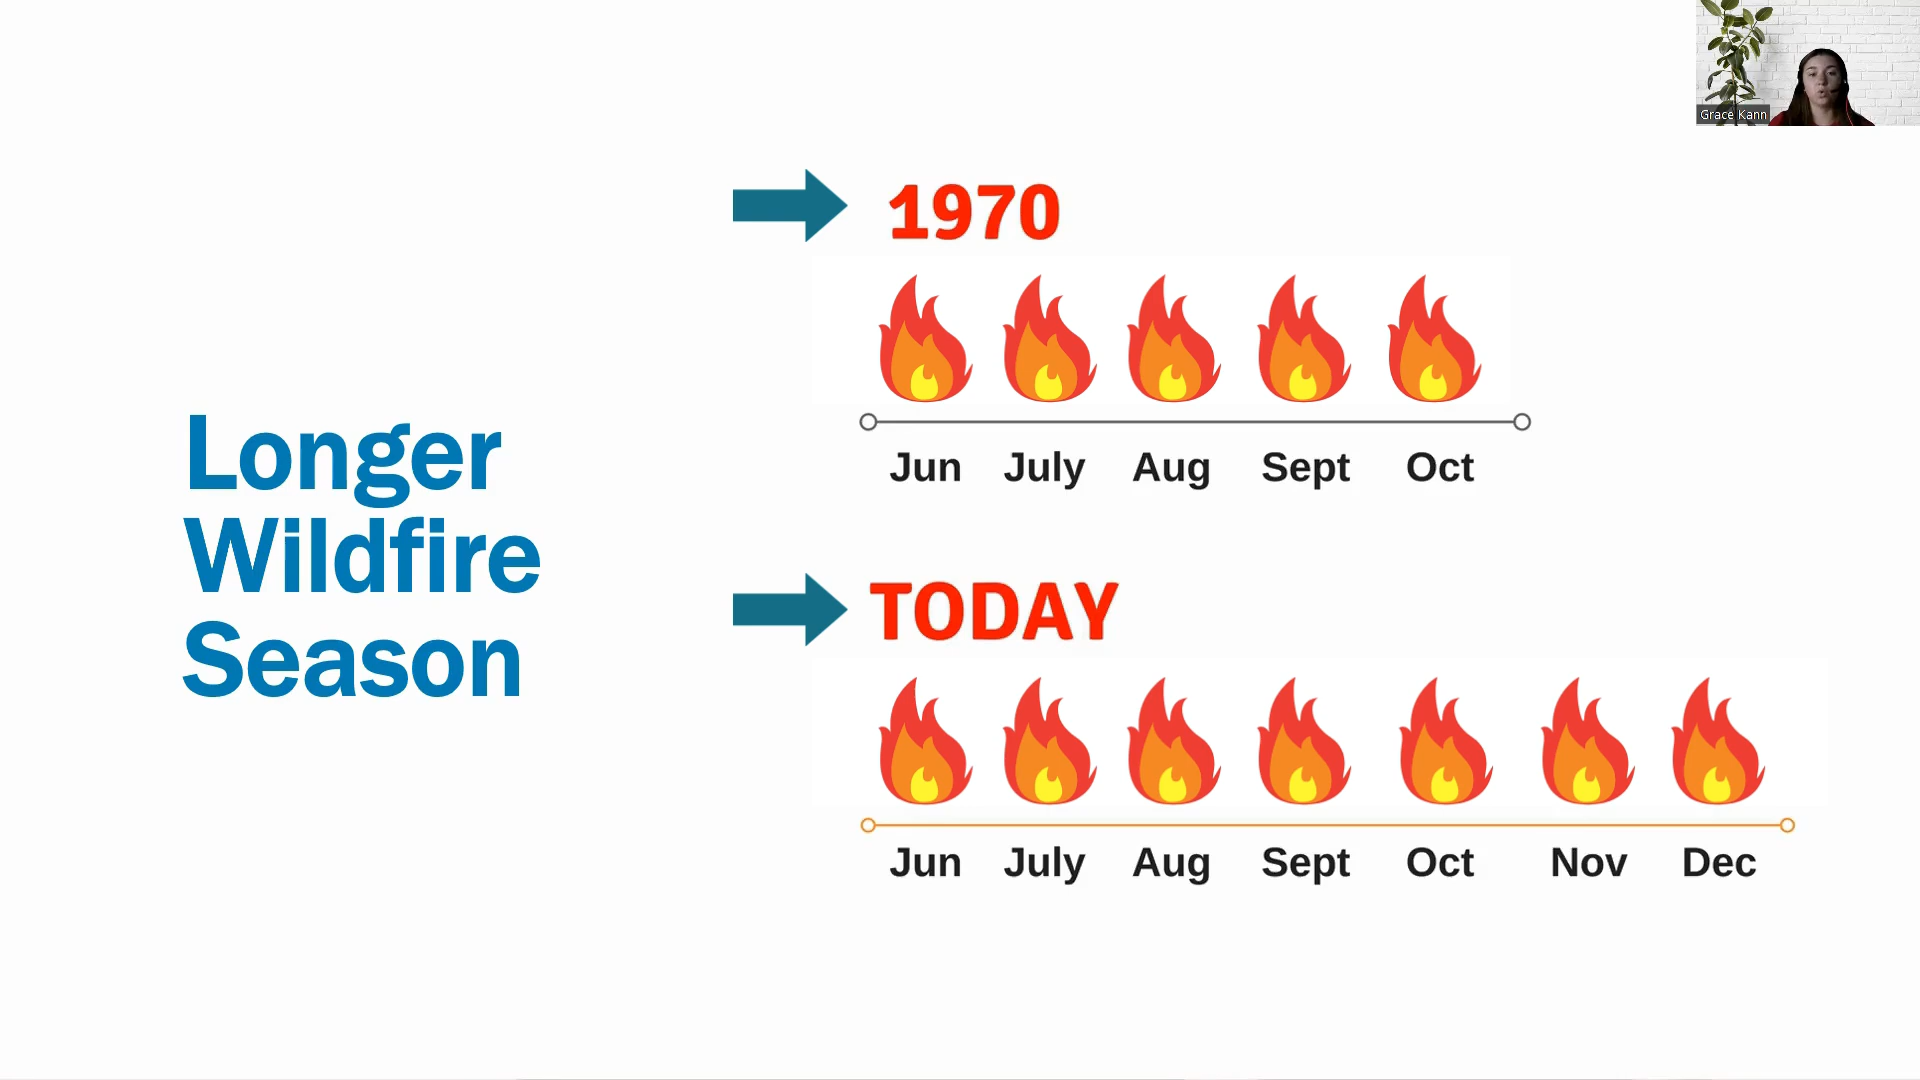 Grace Kann
1970
Jun July Aug Sept Oct
Longer
Wildfire
Season
TODAY
Jun July Aug Sept Oct Nov Dec